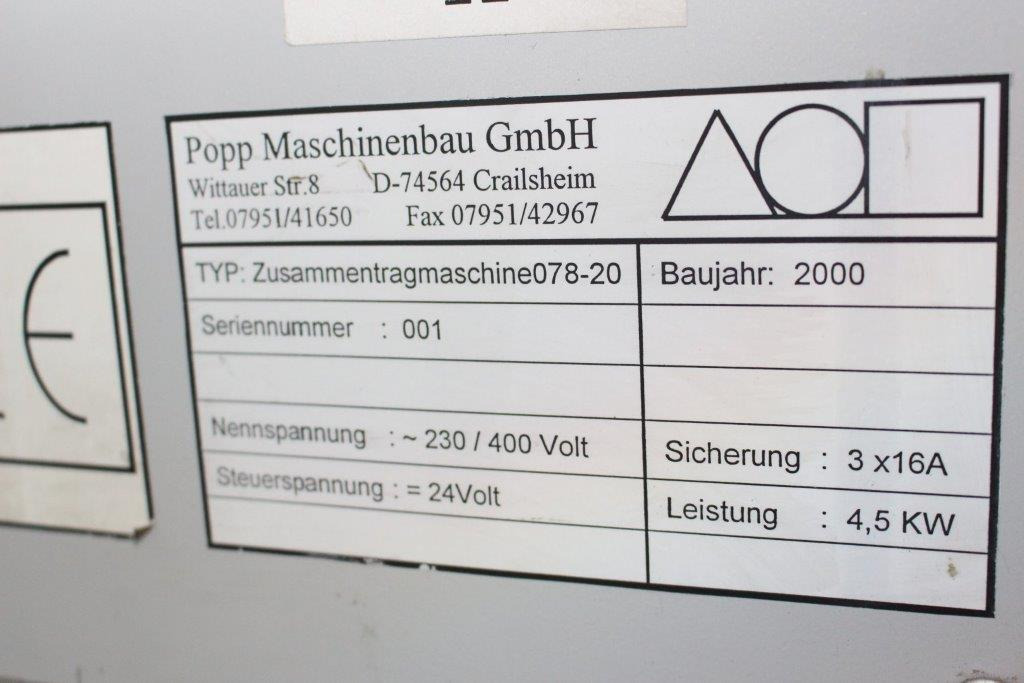 Popp Maschinenbau GmbH
Wittauer Str.8 D-74564 Crailsheim
Tel.07951/41650 Fax 07951/42967
TYP: Zusammentragmaschine078-20 Baujahr: 2000
Seriennummer : 001
Nennspannung : ~ 230 / 400 Volt Sicherung : 3 x16A
Steuerspannung : = 24Volt Leistung : 4,5 KW